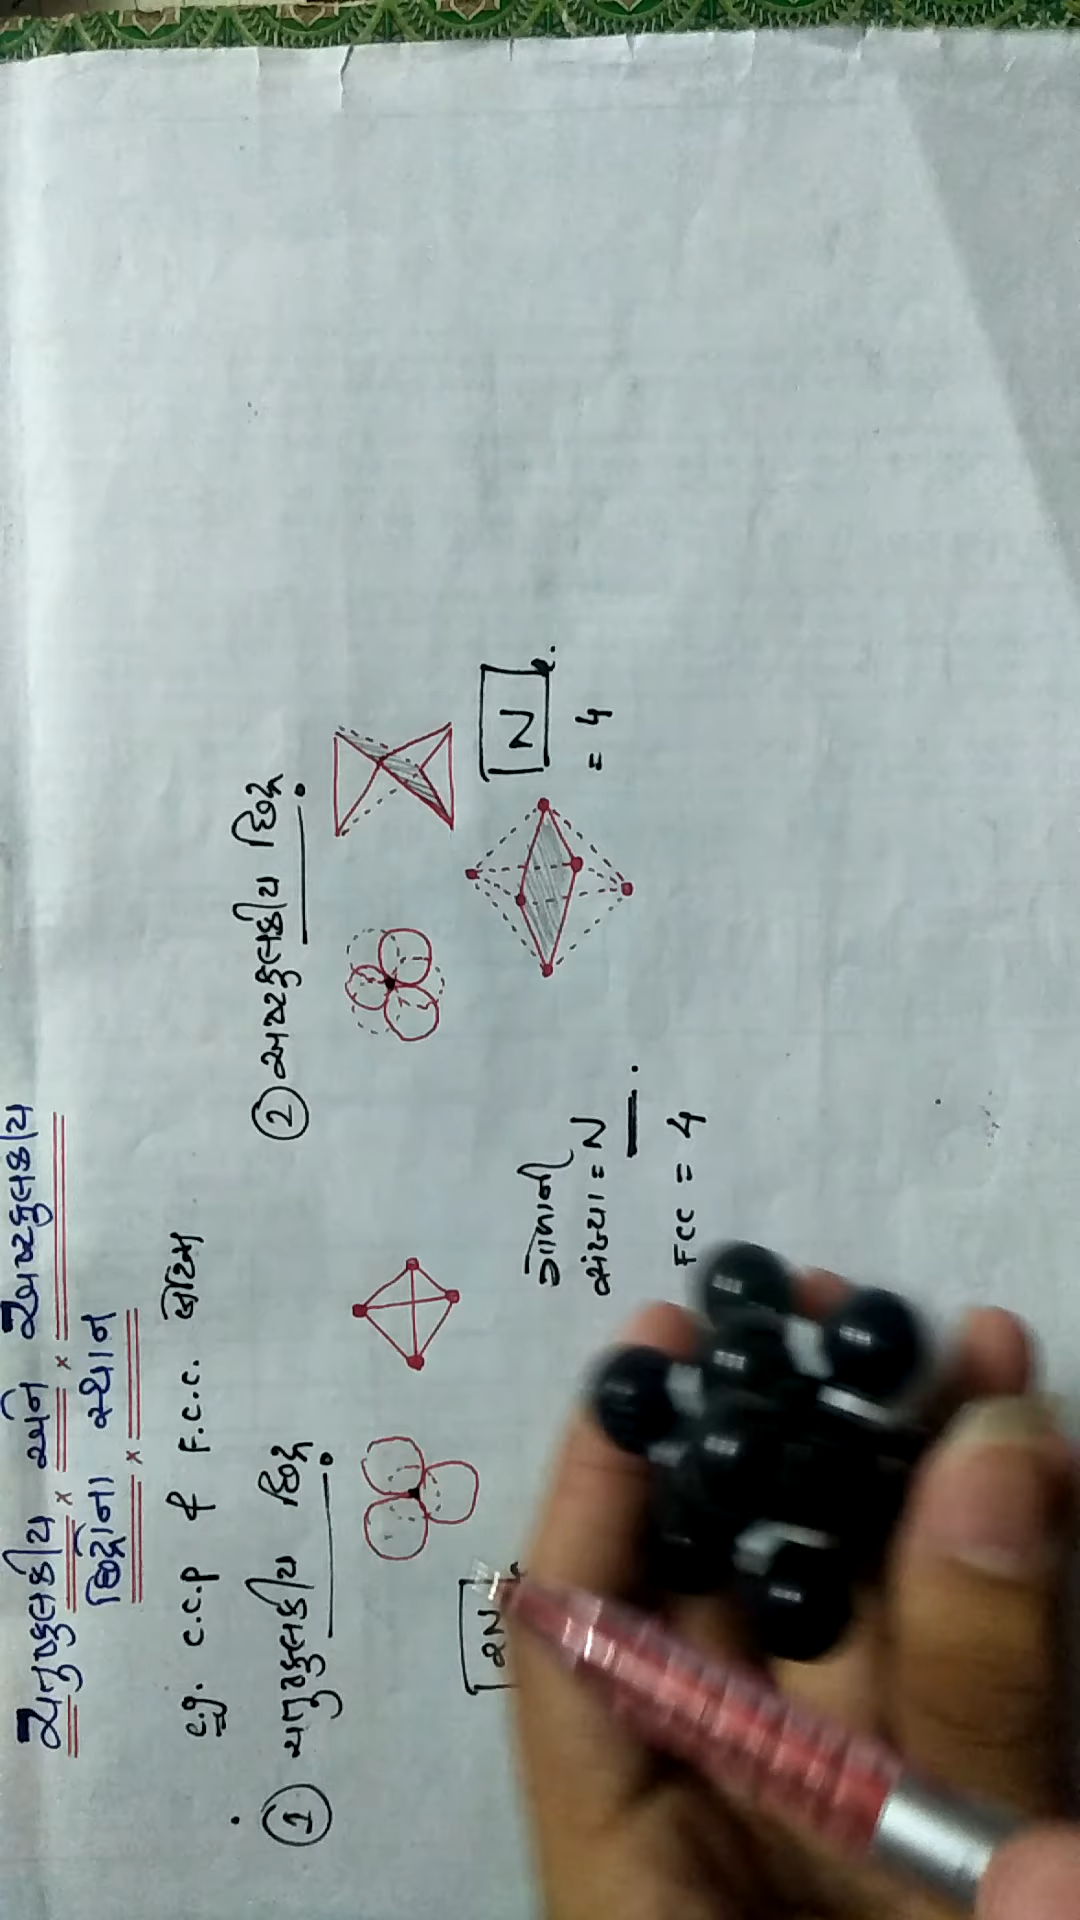 ચતુષ્ફલકીય અને અષ્ટફલકીય
છિદ્રોના સ્થાન
e.g. C.C.P & F.C.C. લેટિસ
① ચતુષ્ફલકીય છિદ્ર
② અષ્ટફલકીય છિદ્ર
2N
N
= 4
ગોળાની
સંખ્યા = N
FCC = 4